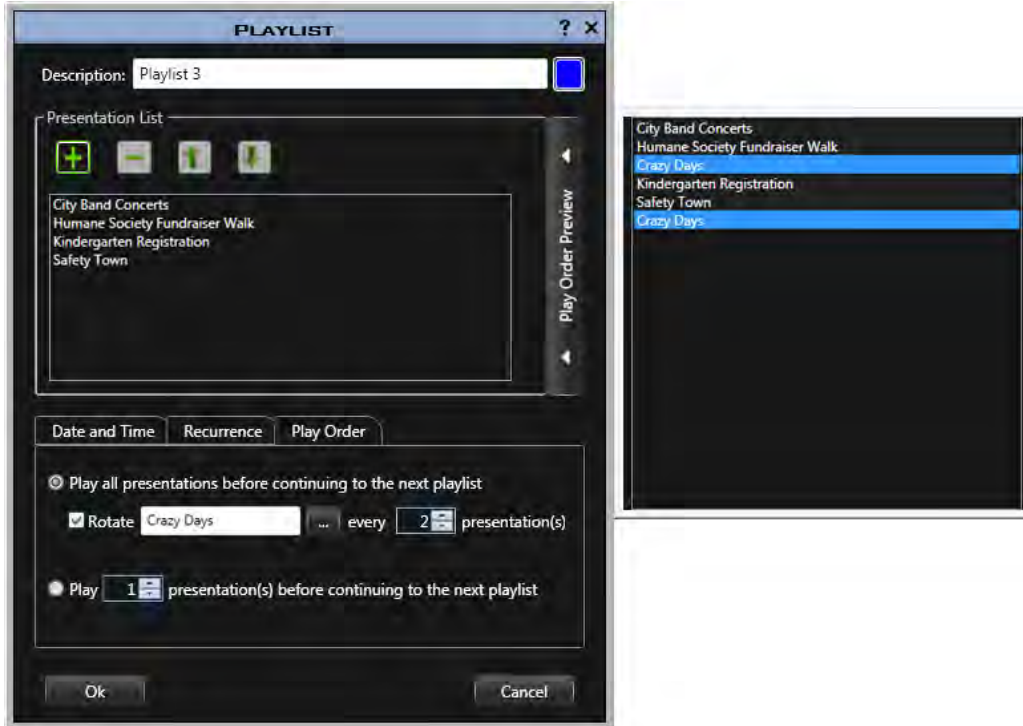 PLAYLIST ? ×
Description: Playlist 3
Presentation List
City Band Concerts
Humane Society Fundraiser Walk
Kindergarten Registration
Safety Town
Play Order Preview
Date and Time Recurrence Play Order
Play all presentations before continuing to the next playlist
Rotate Crazy Days ... every 2 presentation(s)
Play 1 presentation(s) before continuing to the next playlist
Ok Cancel
City Band Concerts
Humane Society Fundraiser Walk
Crazy Days
Kindergarten Registration
Safety Town
Crazy Days